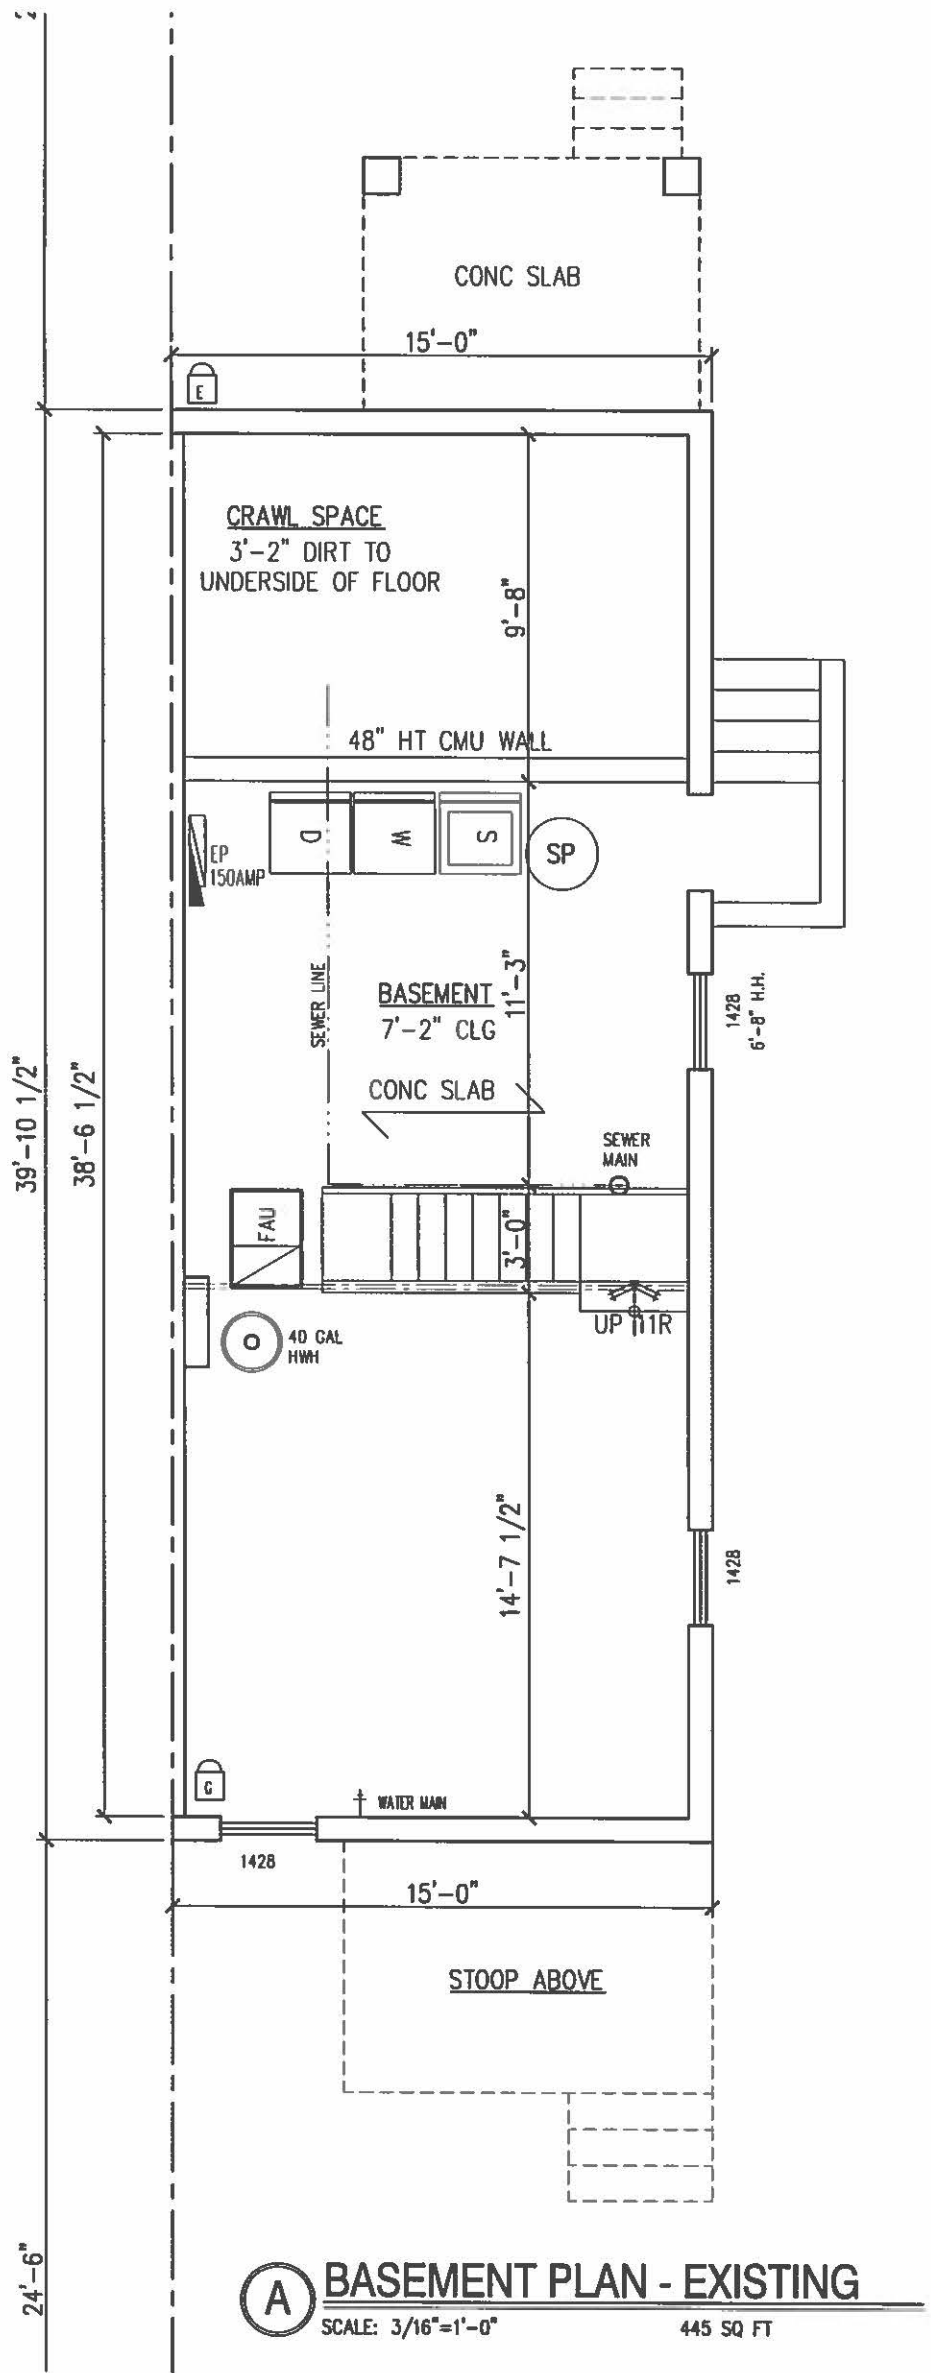 CONC SLAB
15'-0"
E
CRAWL SPACE
3'-2" DIRT TO
UNDERSIDE OF FLOOR
9'-8"
48" HT CMU WALL
D
W
S
SP
EP
150AMP
SEWER LINE
BASEMENT
7'-2" CLG
11'-3"
1428
6'-8" H.H.
CONC SLAB
39'-10 1/2"
38'-6 1/2"
SEWER
MAIN
FAU
3'-0"
UP 11R
40 GAL
HWH
14'-7 1/2"
1428
G
WATER MAIN
1428
15'-0"
STOOP ABOVE
24'-6"
A
BASEMENT PLAN - EXISTING
SCALE: 3/16"=1'-0"
445 SQ FT